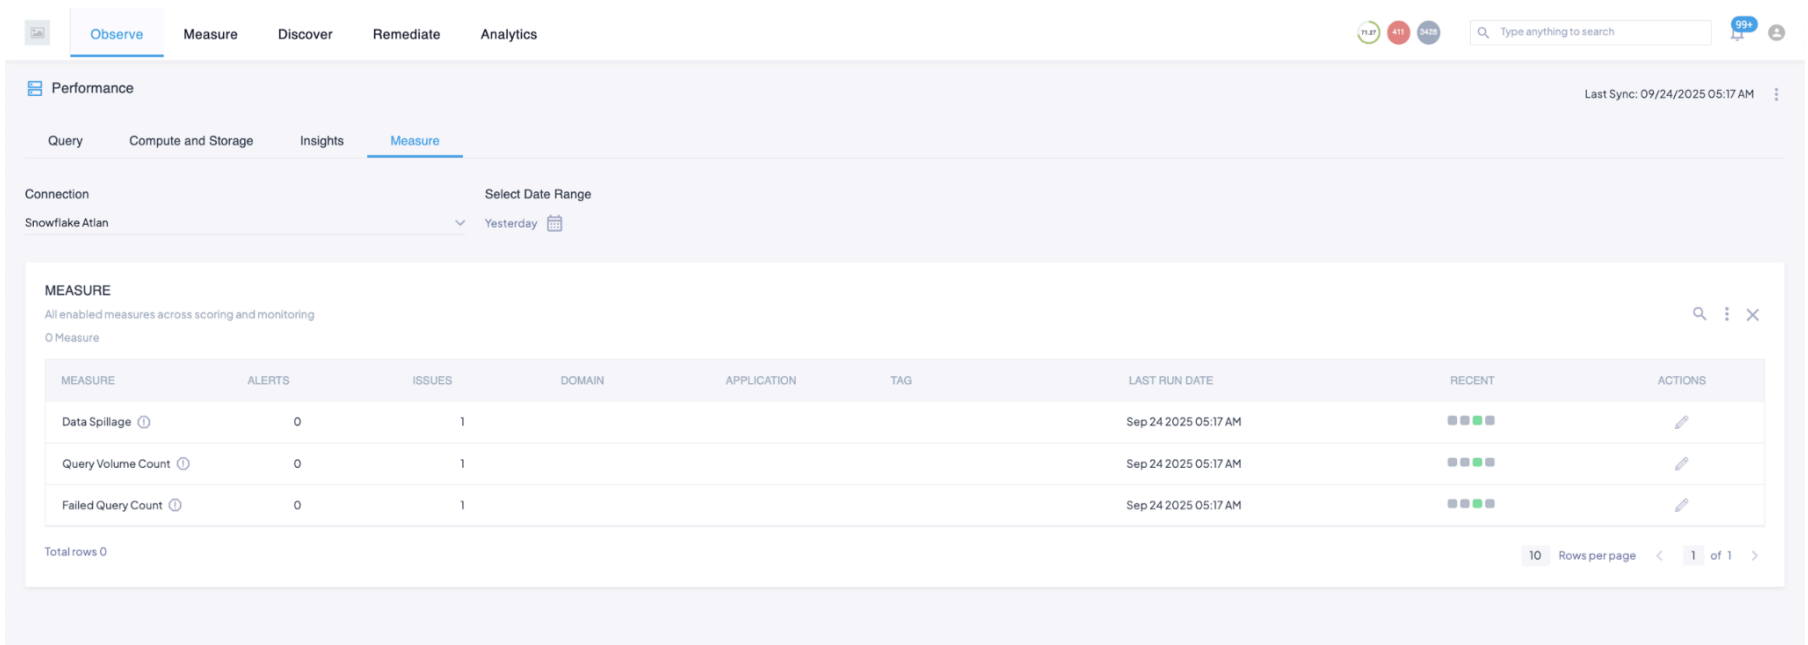 Observe Measure Discover Remediate Analytics 71.27 411 3428 Type anything to search 99+
Performance
Last Sync: 09/24/2025 05:17 AM
Query Compute and Storage Insights Measure
Connection Select Date Range
Snowflake Atlan Yesterday
MEASURE
All enabled measures across scoring and monitoring
0 Measure
MEASURE ALERTS ISSUES DOMAIN APPLICATION TAG LAST RUN DATE RECENT ACTIONS
Data Spillage 0 1 Sep 24 2025 05:17 AM
Query Volume Count 0 1 Sep 24 2025 05:17 AM
Failed Query Count 0 1 Sep 24 2025 05:17 AM
Total rows 0
10 Rows per page 1 of 1